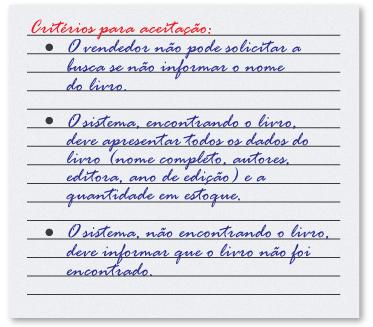 Critérios para aceitação:
• O vendedor não pode solicitar a
busca se não informar o nome
do livro.
• O sistema, encontrando o livro,
deve apresentar todos os dados do
livro (nome completo, autores,
editora, ano de edição) e a
quantidade em estoque.
• O sistema, não encontrando o livro,
deve informar que o livro não foi
encontrado.